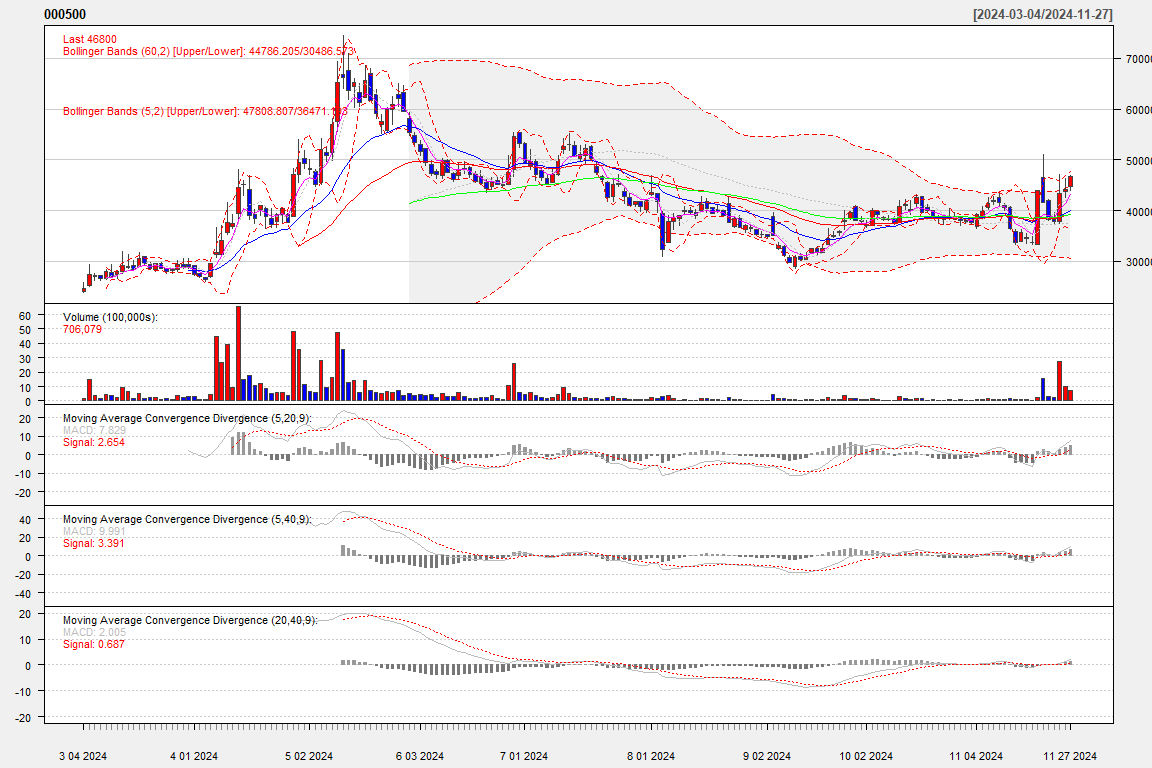 000500 [2024-03-04/2024-11-27]
Last 46800
Bollinger Bands (60,2) [Upper/Lower]: 44786.205/30486.573
Bollinger Bands (5,2) [Upper/Lower]: 47808.807/36471.193
70000
60000
50000
40000
30000
Volume (100,000s):
706,079
60
50
40
30
20
10
0
Moving Average Convergence Divergence (5,20,9):
MACD: 7.829
Signal: 2.654
20
10
0
-10
-20
Moving Average Convergence Divergence (5,40,9):
MACD: 9.991
Signal: 3.391
40
20
0
-20
-40
Moving Average Convergence Divergence (20,40,9):
MACD: 2.005
Signal: 0.687
20
10
0
-10
-20
3 04 2024 4 01 2024 5 02 2024 6 03 2024 7 01 2024 8 01 2024 9 02 2024 10 02 2024 11 04 2024 11 27 2024